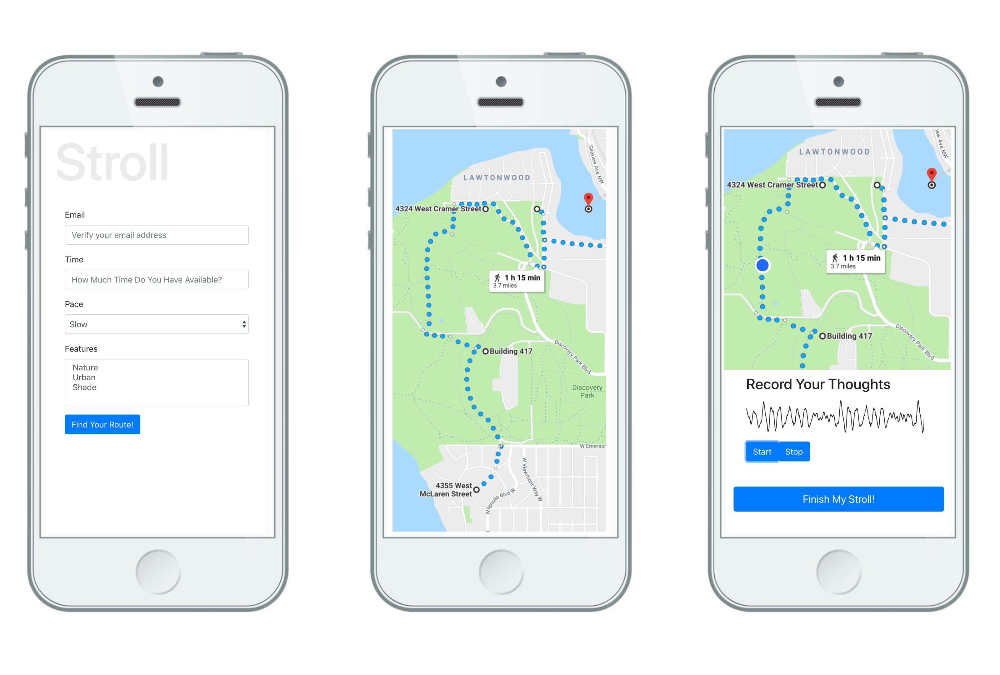 Stroll
Email
Verify your email address
Time
How Much Time Do You Have Available?
Pace
Slow
Features
Nature
Urban
Shade
Find Your Route!
Seaview Ave NW
LAWTONWOOD
4324 West Cramer Street
1 h 15 min
3.7 miles
Building 417
Discovery Park Blvd
Discovery
Park
W Emerson
W Viewmont Way W
4355 West
McLaren Street
Magnolia Blvd W
iew Ave NW
LAWTONWOOD
4324 West Cramer Street
1 h 15 min
3.7 miles
Building 417
Discovery Park Blvd
Record Your Thoughts
Start Stop
Finish My Stroll!